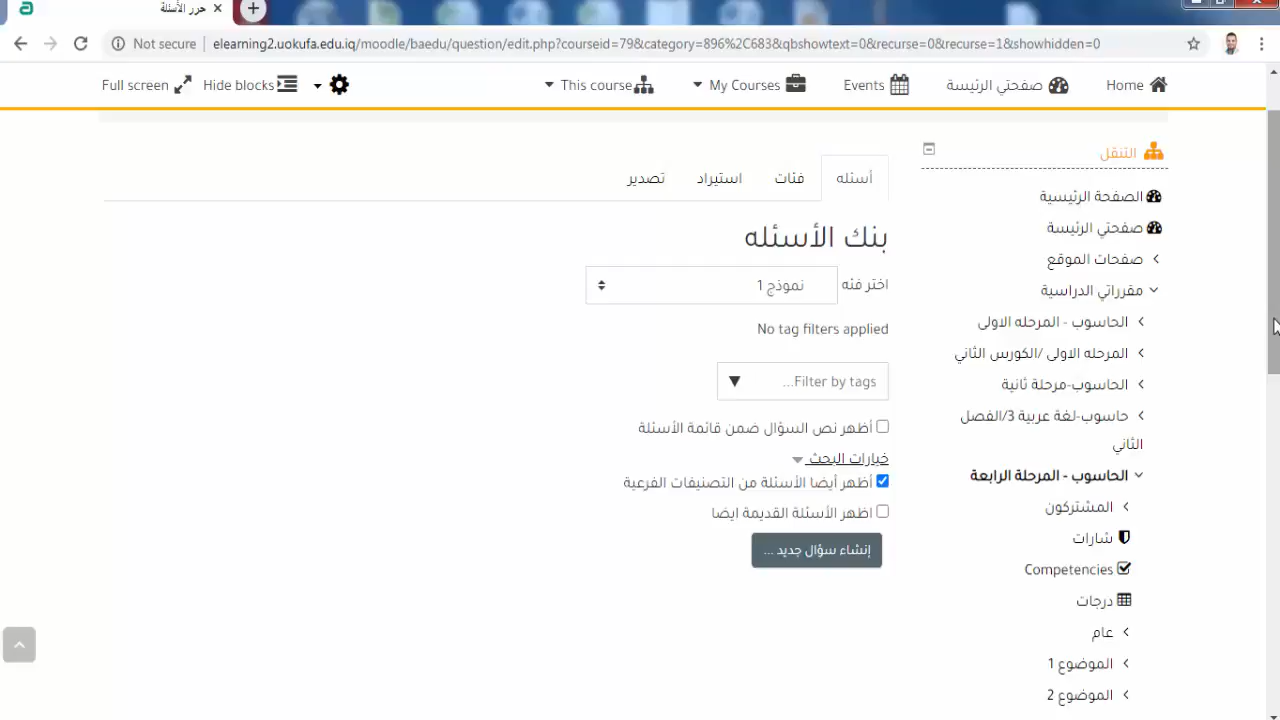 حرر الأسئلة
Not secure
elearning2.uokufa.edu.iq/moodle/baedu/question/edit.php?courseid=79&category=896%2C683&qbshowtext=0&recurse=0&recurse=1&showhidden=0
Home
صفحتي الرئيسة
Events
My Courses
This course
Hide blocks
Full screen
التنقل
الصفحة الرئيسية
صفحتي الرئيسة
صفحات الموقع
مقرراتي الدراسية
الحاسوب - المرحله الاولى
المرحله الاولى /الكورس الثاني
الحاسوب-مرحلة ثانية
حاسوب-لغة عربية 3/الفصل
الثاني
الحاسوب - المرحلة الرابعة
المشتركون
شارات
Competencies
درجات
عام
الموضوع 1
الموضوع 2
أسئله
فئات
استيراد
تصدير
بنك الأسئله
اختر فئه
نموذج 1
No tag filters applied
Filter by tags...
أظهر نص السؤال ضمن قائمة الأسئلة
خيارات البحث
أظهر أيضا الأسئلة من التصنيفات الفرعية
اظهر الأسئلة القديمة ايضا
إنشاء سؤال جديد ...